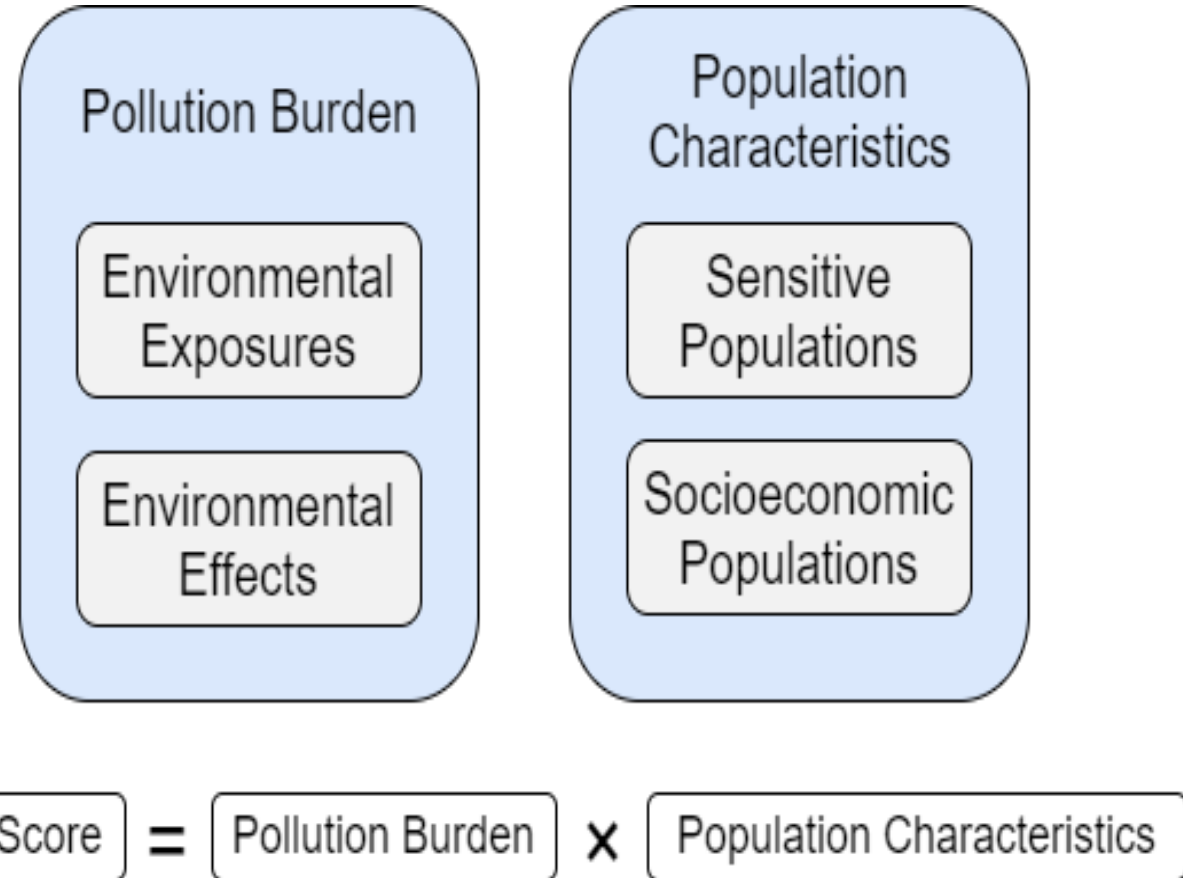 Pollution Burden
Environmental
Exposures
Environmental
Effects
Population
Characteristics
Sensitive
Populations
Socioeconomic
Populations
Score = Pollution Burden × Population Characteristics